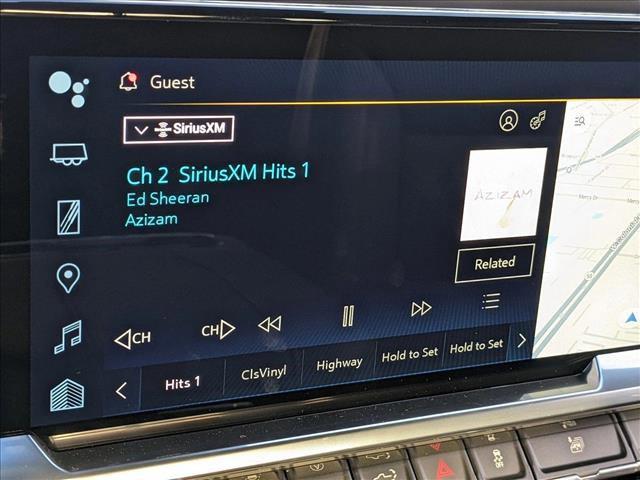 Guest
SiriusXM
Ch 2 SiriusXM Hits 1
Ed Sheeran
Azizam
AZIZAM
Related
CH
CH
Hits 1
ClsVinyl
Highway
Hold to Set
Hold to Set